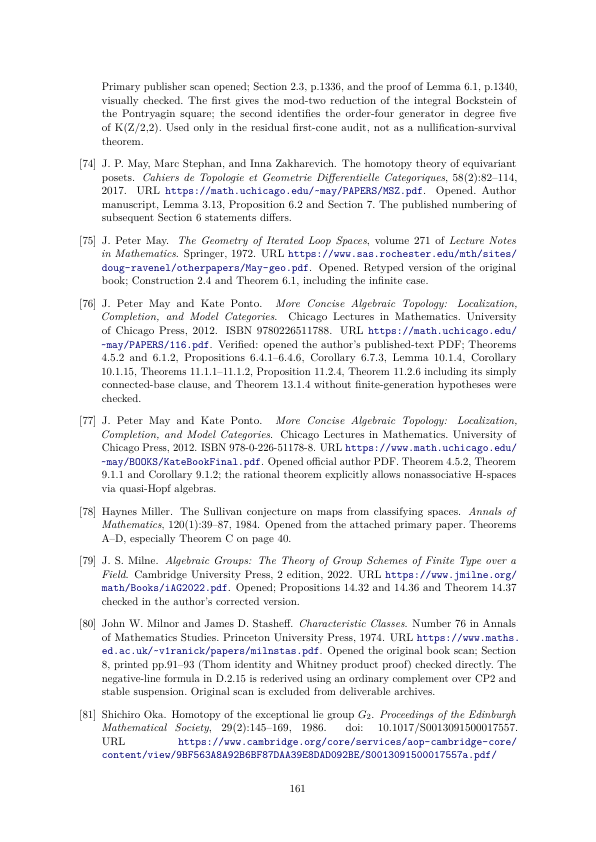 Primary publisher scan opened; Section 2.3, p.1336, and the proof of Lemma 6.1, p.1340,
visually checked. The first gives the mod-two reduction of the integral Bockstein of
the Pontryagin square; the second identifies the order-four generator in degree five
of K(Z/2,2). Used only in the residual first-cone audit, not as a nullification-survival
theorem.
[74] J. P. May, Marc Stephan, and Inna Zakharevich. The homotopy theory of equivariant
posets. Cahiers de Topologie et Geometrie Differentielle Categoriques, 58(2):82–114,
2017. URL https://math.uchicago.edu/~may/PAPERS/MSZ.pdf. Opened. Author
manuscript, Lemma 3.13, Proposition 6.2 and Section 7. The published numbering of
subsequent Section 6 statements differs.
[75] J. Peter May. The Geometry of Iterated Loop Spaces, volume 271 of Lecture Notes
in Mathematics. Springer, 1972. URL https://www.sas.rochester.edu/mth/sites/
doug-ravenel/otherpapers/May-geo.pdf. Opened. Retyped version of the original
book; Construction 2.4 and Theorem 6.1, including the infinite case.
[76] J. Peter May and Kate Ponto. More Concise Algebraic Topology: Localization,
Completion, and Model Categories. Chicago Lectures in Mathematics. University
of Chicago Press, 2012. ISBN 9780226511788. URL https://math.uchicago.edu/
~may/PAPERS/116.pdf. Verified: opened the author's published-text PDF; Theorems
4.5.2 and 6.1.2, Propositions 6.4.1–6.4.6, Corollary 6.7.3, Lemma 10.1.4, Corollary
10.1.15, Theorems 11.1.1–11.1.2, Proposition 11.2.4, Theorem 11.2.6 including its simply
connected-base clause, and Theorem 13.1.4 without finite-generation hypotheses were
checked.
[77] J. Peter May and Kate Ponto. More Concise Algebraic Topology: Localization,
Completion, and Model Categories. Chicago Lectures in Mathematics. University of
Chicago Press, 2012. ISBN 978-0-226-51178-8. URL https://www.math.uchicago.edu/
~may/BOOKS/KateBookFinal.pdf. Opened official author PDF. Theorem 4.5.2, Theorem
9.1.1 and Corollary 9.1.2; the rational theorem explicitly allows nonassociative H-spaces
via quasi-Hopf algebras.
[78] Haynes Miller. The Sullivan conjecture on maps from classifying spaces. Annals of
Mathematics, 120(1):39–87, 1984. Opened from the attached primary paper. Theorems
A–D, especially Theorem C on page 40.
[79] J. S. Milne. Algebraic Groups: The Theory of Group Schemes of Finite Type over a
Field. Cambridge University Press, 2 edition, 2022. URL https://www.jmilne.org/
math/Books/iAG2022.pdf. Opened; Propositions 14.32 and 14.36 and Theorem 14.37
checked in the author's corrected version.
[80] John W. Milnor and James D. Stasheff. Characteristic Classes. Number 76 in Annals
of Mathematics Studies. Princeton University Press, 1974. URL https://www.maths.
ed.ac.uk/~v1ranick/papers/milnstas.pdf. Opened the original book scan; Section
8, printed pp.91–93 (Thom identity and Whitney product proof) checked directly. The
negative-line formula in D.2.15 is rederived using an ordinary complement over CP2 and
stable suspension. Original scan is excluded from deliverable archives.
[81] Shichiro Oka. Homotopy of the exceptional lie group G2. Proceedings of the Edinburgh
Mathematical Society, 29(2):145–169, 1986. doi: 10.1017/S0013091500017557.
URL https://www.cambridge.org/core/services/aop-cambridge-core/
content/view/9BF563A8A92B6BF87DAA39E8DAD092BE/S0013091500017557a.pdf/
161